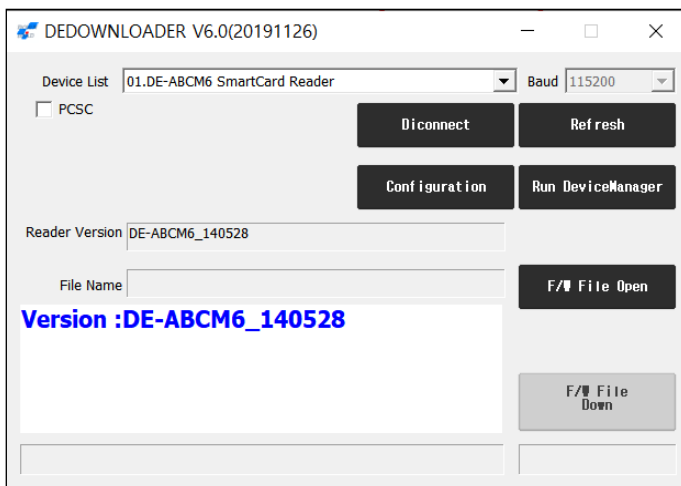 DEDOWNLOADER V6.0(20191126)
Device List 01.DE-ABCM6 SmartCard Reader Baud 115200
PCSC
Diconnect Refresh
Configuration Run DeviceManager
Reader Version DE-ABCM6_140528
File Name F/W File Open
Version :DE-ABCM6_140528
F/W File
Down